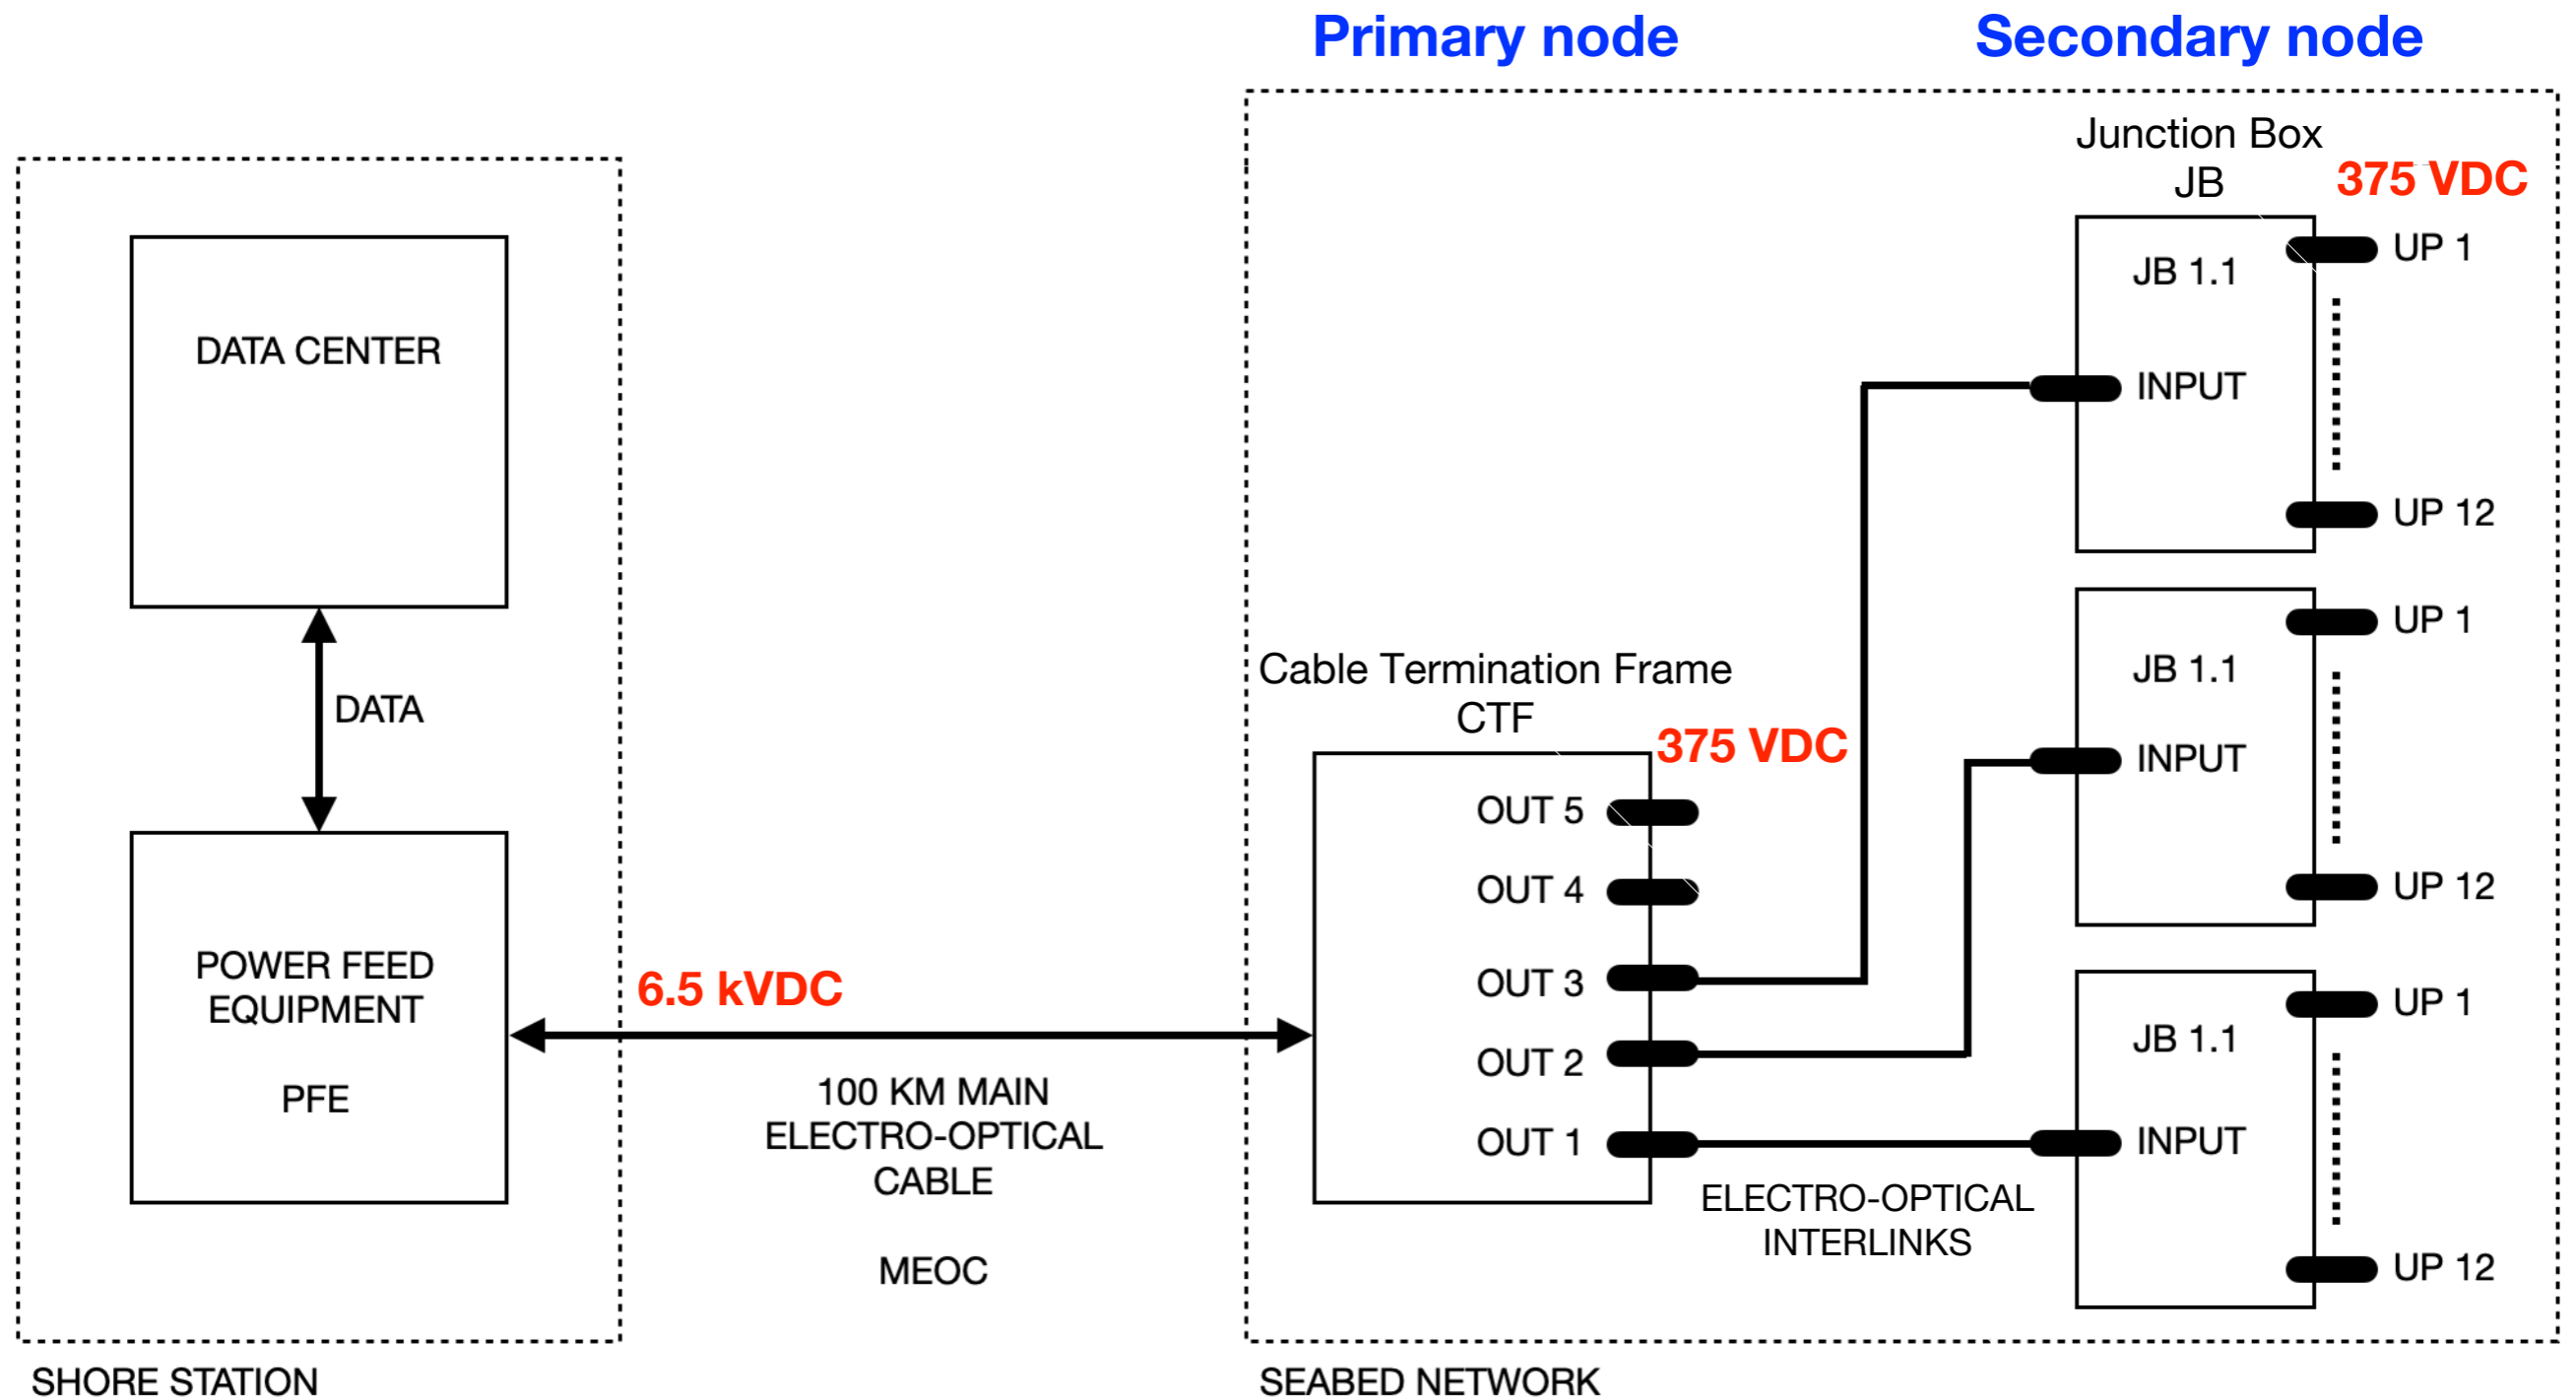 Primary node
Secondary node
DATA CENTER
DATA
POWER FEED
EQUIPMENT
PFE
SHORE STATION
6.5 kVDC
100 KM MAIN
ELECTRO-OPTICAL
CABLE
MEOC
Cable Termination Frame
CTF
375 VDC
OUT 5
OUT 4
OUT 3
OUT 2
OUT 1
ELECTRO-OPTICAL
INTERLINKS
Junction Box
JB
375 VDC
JB 1.1
INPUT
UP 1
UP 12
JB 1.1
INPUT
UP 1
UP 12
JB 1.1
INPUT
UP 1
UP 12
SEABED NETWORK